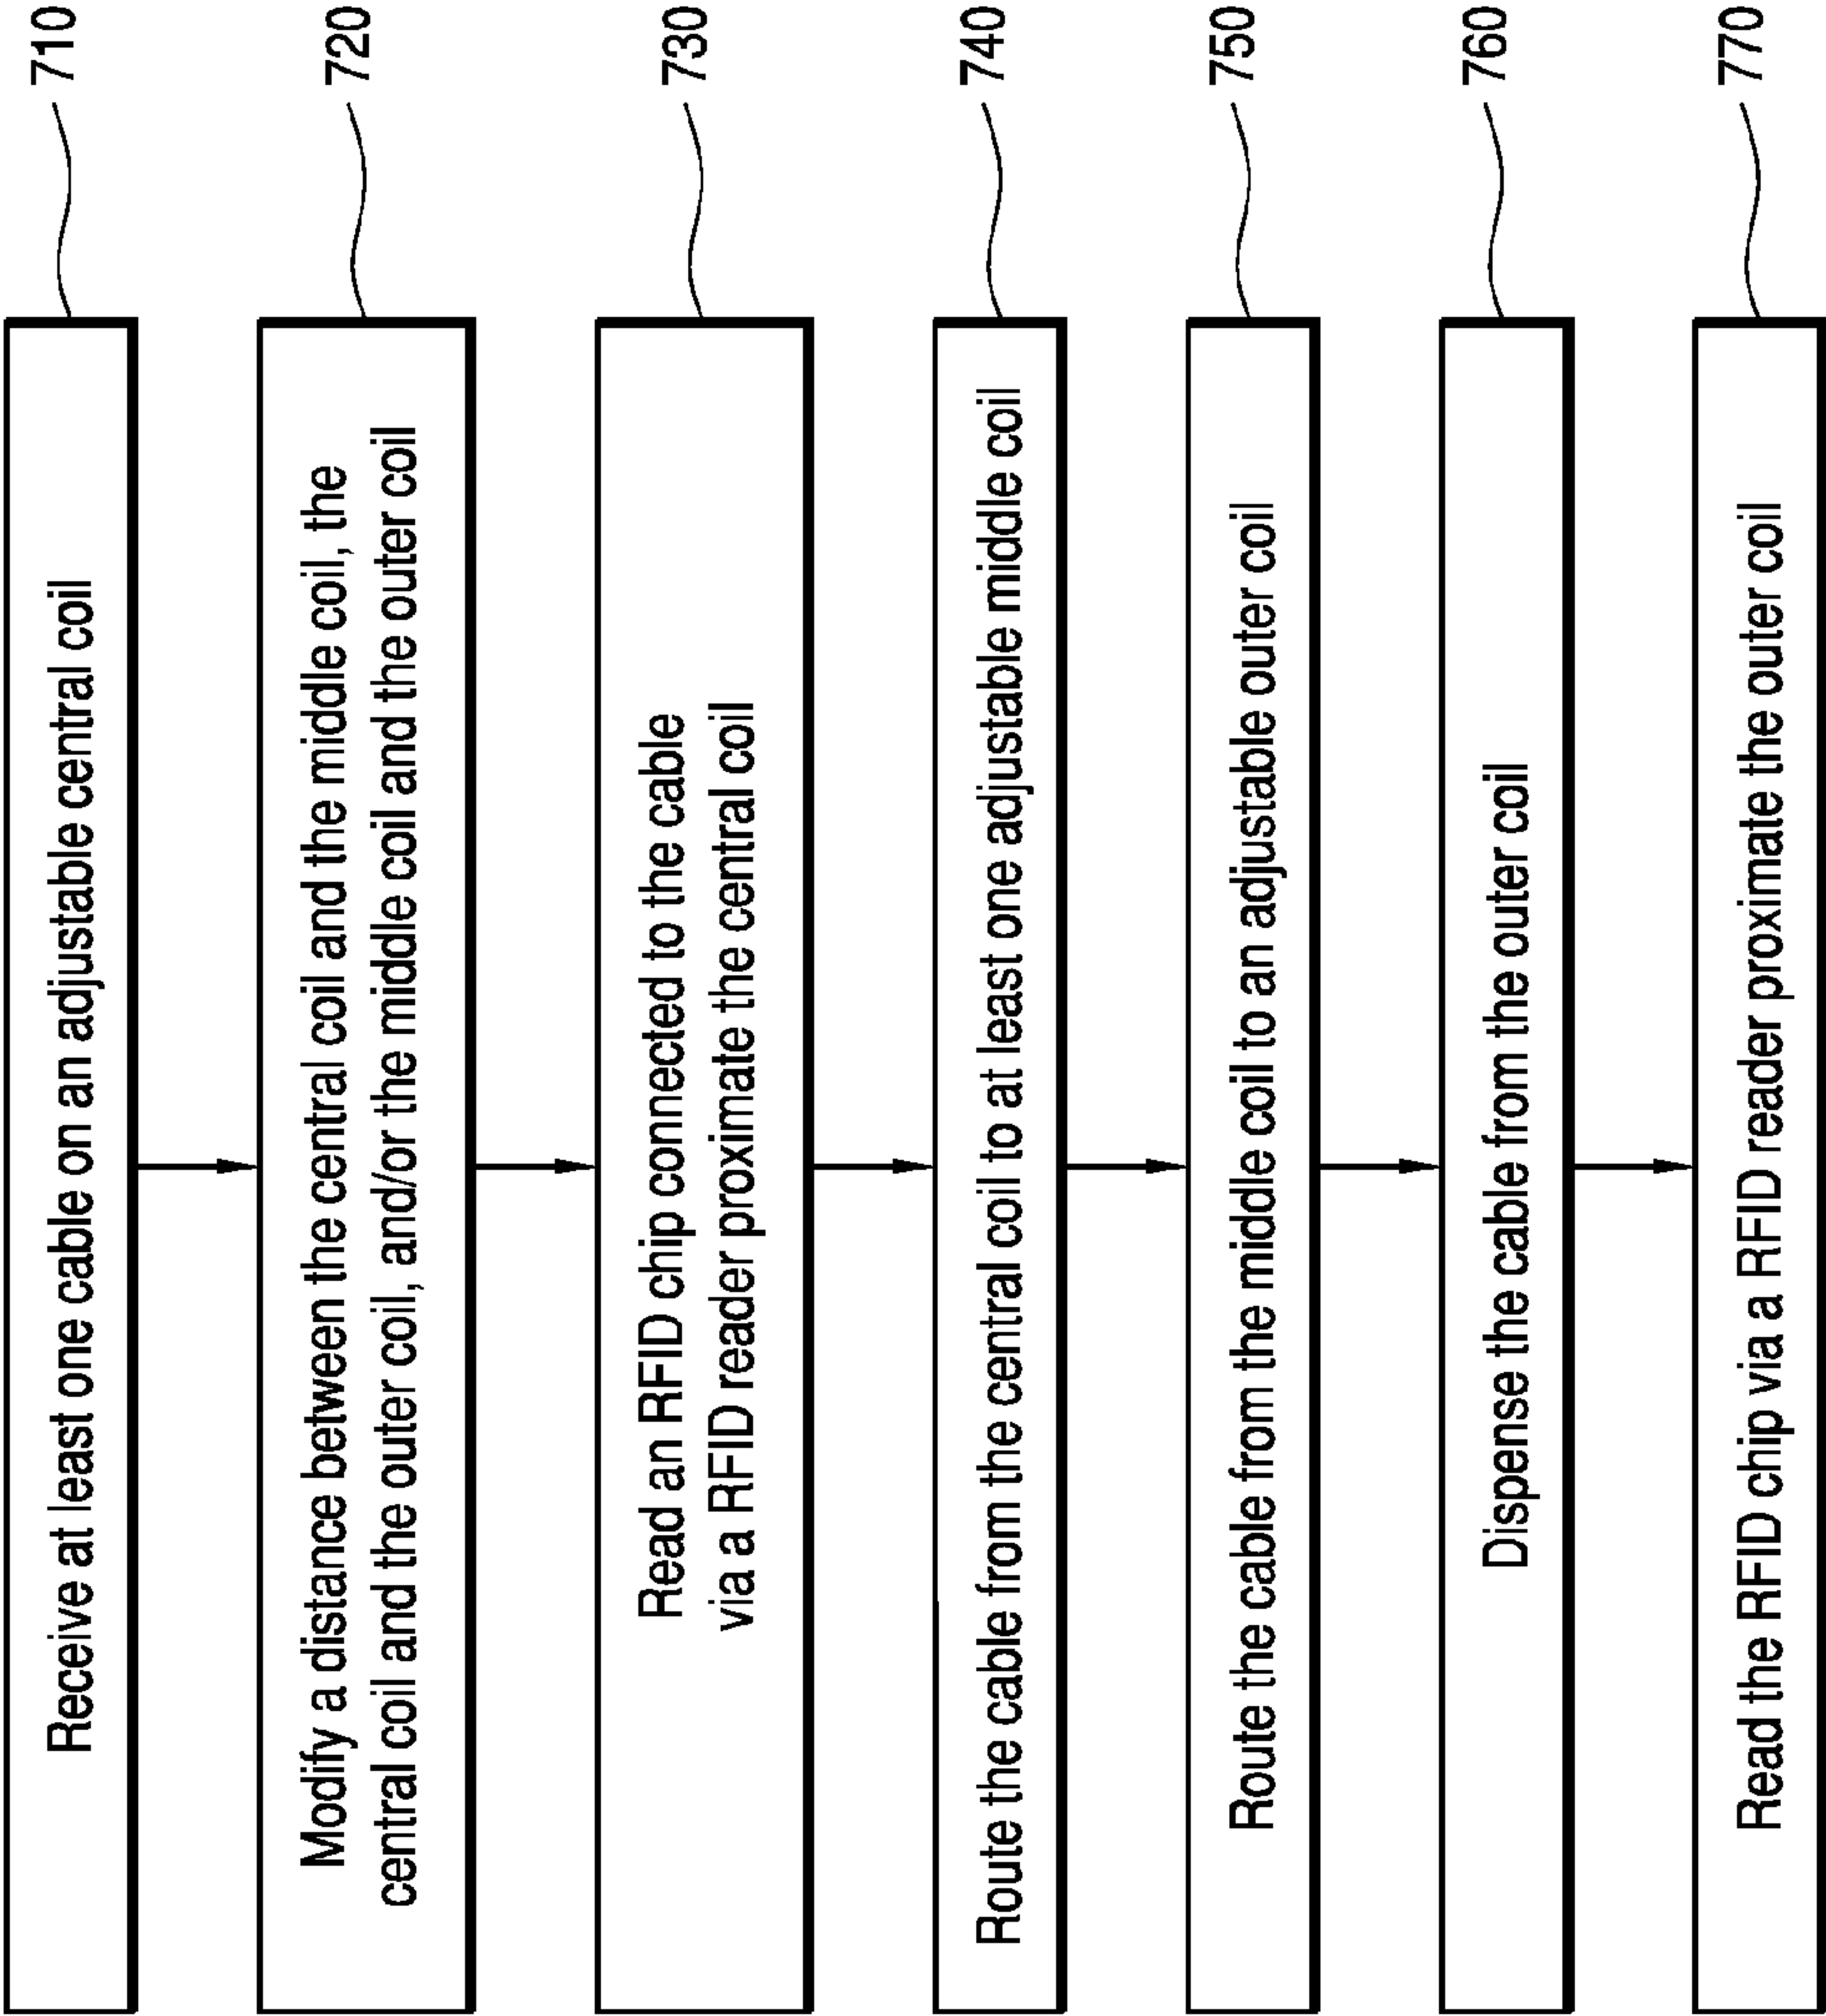 Receive at least one cable on an adjustable central coil
710
Modify a distance between the central coil and the middle coil, the
central coil and the outer coil, and/or the middle coil and the outer coil
720
Read an RFID chip connected to the cable
via a RFID reader proximate the central coil
730
Route the cable from the central coil to at least one adjustable middle coil
740
Route the cable from the middle coil to an adjustable outer coil
750
Dispense the cable from the outer coil
760
Read the RFID chip via a RFID reader proximate the outer coil
770